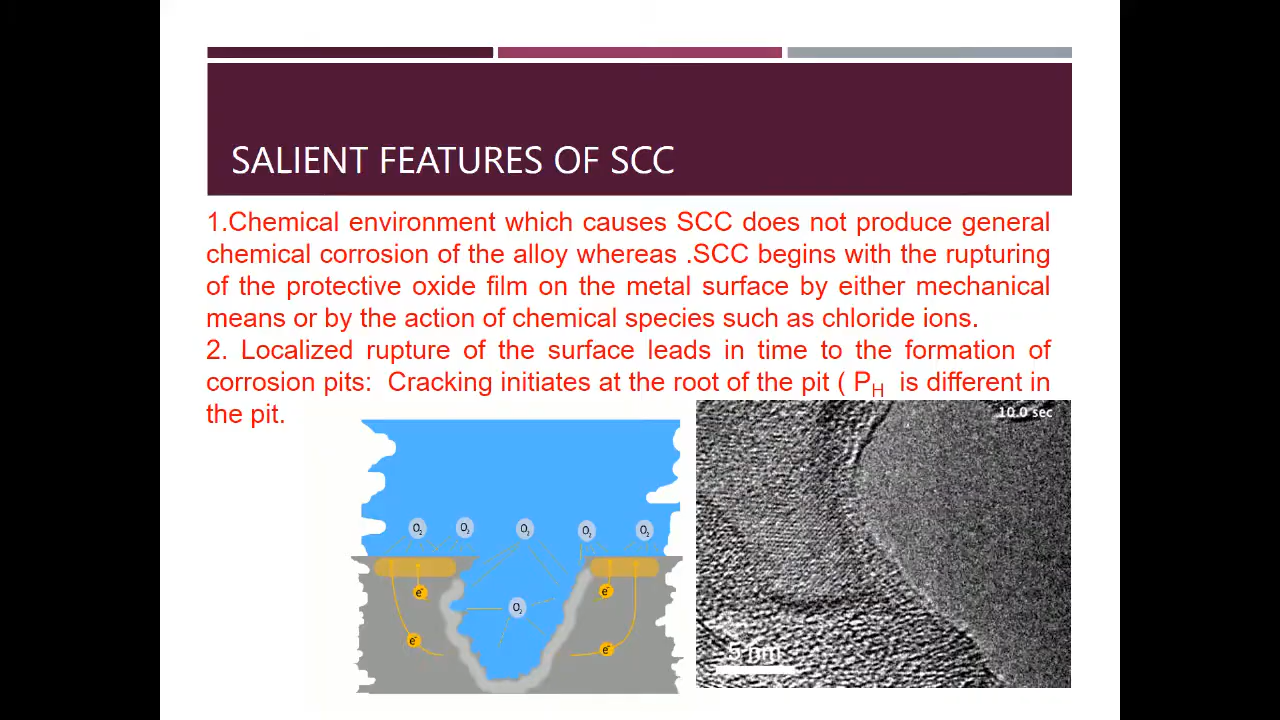 SALIENT FEATURES OF SCC
1.Chemical environment which causes SCC does not produce general
chemical corrosion of the alloy whereas .SCC begins with the rupturing
of the protective oxide film on the metal surface by either mechanical
means or by the action of chemical species such as chloride ions.
2. Localized rupture of the surface leads in time to the formation of
corrosion pits: Cracking initiates at the root of the pit ( PH is different in
the pit.
10.0 sec
O₂ O₂ O₂ O₂ O₂
e⁻ e⁻
O₂
e⁻ e⁻
5 nm